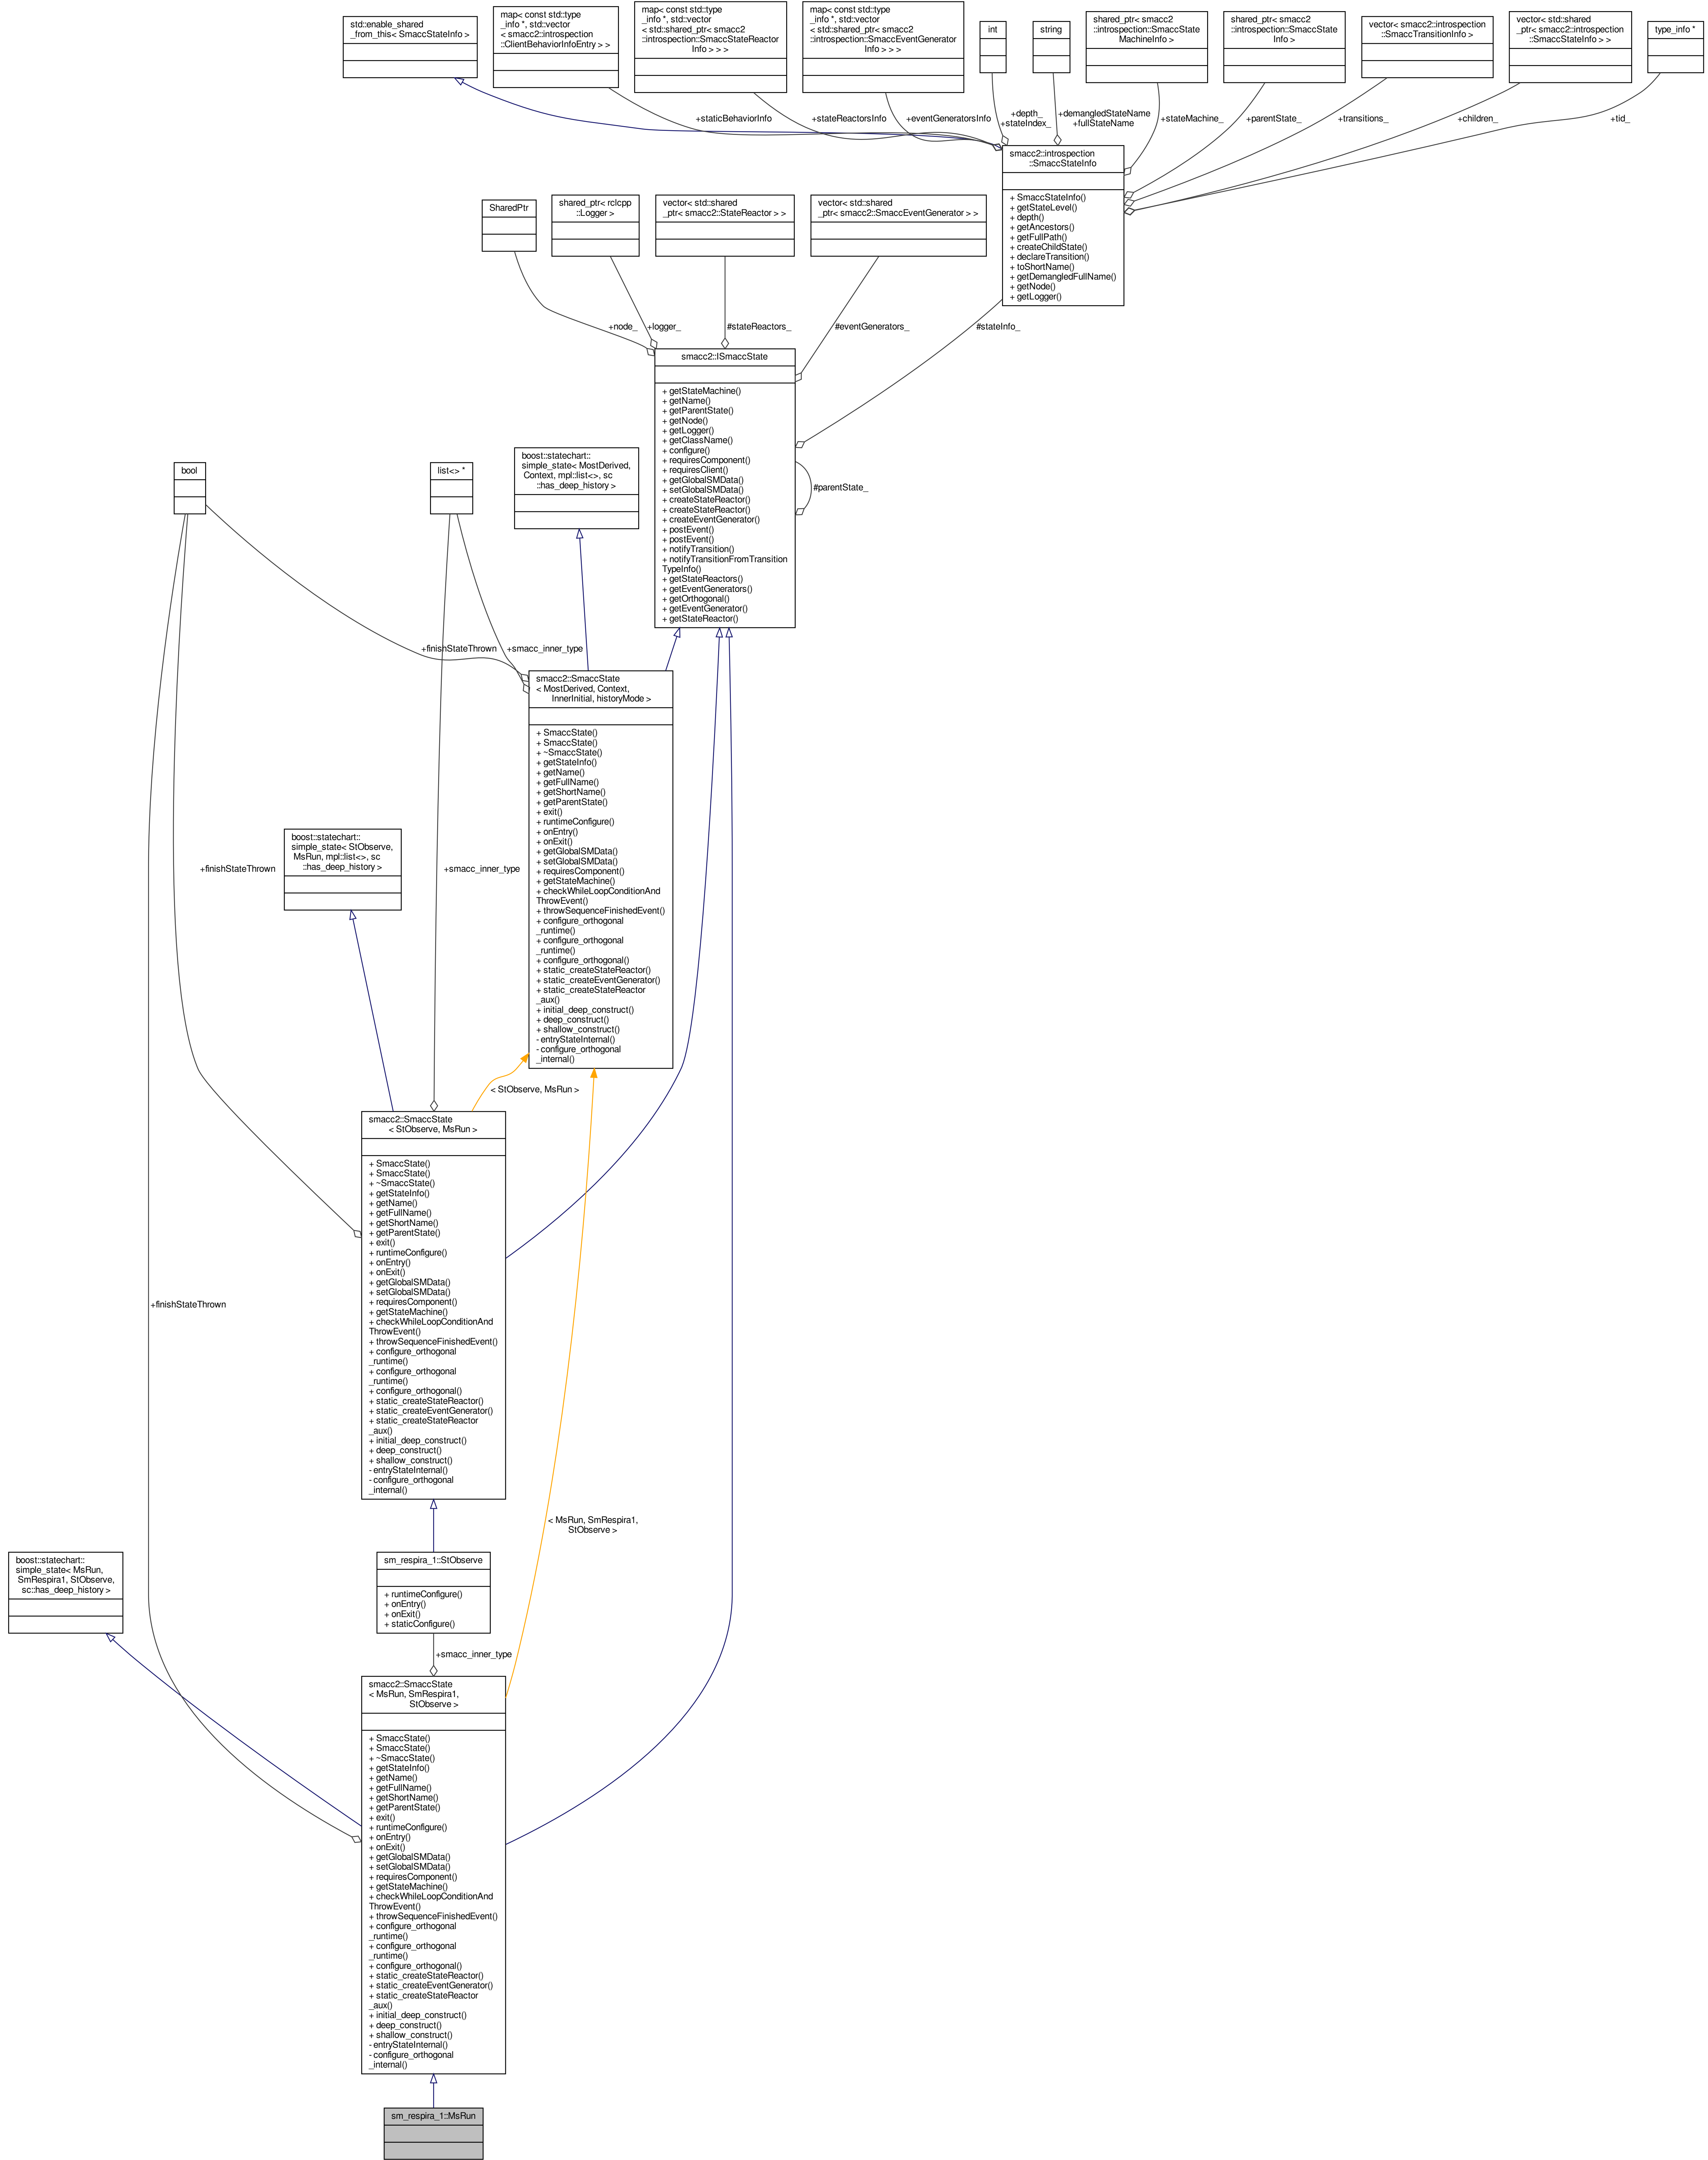 std::enable_shared
_from_this< SmaccStateInfo >
map< const std::type
_info *, std::vector
< smacc2::introspection
::ClientBehaviorInfoEntry > >
map< const std::type
_info *, std::vector
< std::shared_ptr< smacc2
::introspection::SmaccStateReactor
Info > > >
map< const std::type
_info *, std::vector
< std::shared_ptr< smacc2
::introspection::SmaccEventGenerator
Info > > >
int
string
shared_ptr< smacc2
::introspection::SmaccState
MachineInfo >
shared_ptr< smacc2
::introspection::SmaccState
Info >
vector< smacc2::introspection
::SmaccTransitionInfo >
vector< std::shared
_ptr< smacc2::introspection
::SmaccStateInfo > >
type_info *
+staticBehaviorInfo
+stateReactorsInfo
+eventGeneratorsInfo
+depth_
+stateIndex_
+demangledStateName
+fullStateName
+stateMachine_
+parentState_
+transitions_
+children_
+tid_
smacc2::introspection
::SmaccStateInfo
+ SmaccStateInfo()
+ getStateLevel()
+ depth()
+ getAncestors()
+ getFullPath()
+ createChildState()
+ declareTransition()
+ toShortName()
+ getDemangledFullName()
+ getNode()
+ getLogger()
SharedPtr
shared_ptr< rclcpp
::Logger >
vector< std::shared
_ptr< smacc2::StateReactor > >
vector< std::shared
_ptr< smacc2::SmaccEventGenerator > >
+node_
+logger_
#stateReactors_
#eventGenerators_
#stateInfo_
smacc2::ISmaccState
+ getStateMachine()
+ getName()
+ getParentState()
+ getNode()
+ getLogger()
+ getClassName()
+ configure()
+ requiresComponent()
+ requiresClient()
+ getGlobalSMData()
+ setGlobalSMData()
+ createStateReactor()
+ createStateReactor()
+ createEventGenerator()
+ postEvent()
+ postEvent()
+ notifyTransition()
+ notifyTransitionFromTransition
TypeInfo()
+ getStateReactors()
+ getEventGenerators()
+ getOrthogonal()
+ getEventGenerator()
+ getStateReactor()
#parentState_
bool
list<> *
boost::statechart::
simple_state< MostDerived,
Context, mpl::list<>, sc
::has_deep_history >
+finishStateThrown
+smacc_inner_type
smacc2::SmaccState
< MostDerived, Context,
InnerInitial, historyMode >
+ SmaccState()
+ SmaccState()
+ ~SmaccState()
+ getStateInfo()
+ getName()
+ getFullName()
+ getShortName()
+ getParentState()
+ exit()
+ runtimeConfigure()
+ onEntry()
+ onExit()
+ getGlobalSMData()
+ setGlobalSMData()
+ requiresComponent()
+ getStateMachine()
+ checkWhileLoopConditionAnd
ThrowEvent()
+ throwSequenceFinishedEvent()
+ configure_orthogonal
_runtime()
+ configure_orthogonal
_runtime()
+ configure_orthogonal()
+ static_createStateReactor()
+ static_createEventGenerator()
+ static_createStateReactor
_aux()
+ initial_deep_construct()
+ deep_construct()
+ shallow_construct()
- entryStateInternal()
- configure_orthogonal
_internal()
boost::statechart::
simple_state< StObserve,
MsRun, mpl::list<>, sc
::has_deep_history >
+finishStateThrown
+smacc_inner_type
< StObserve, MsRun >
smacc2::SmaccState
< StObserve, MsRun >
+ SmaccState()
+ SmaccState()
+ ~SmaccState()
+ getStateInfo()
+ getName()
+ getFullName()
+ getShortName()
+ getParentState()
+ exit()
+ runtimeConfigure()
+ onEntry()
+ onExit()
+ getGlobalSMData()
+ setGlobalSMData()
+ requiresComponent()
+ getStateMachine()
+ checkWhileLoopConditionAnd
ThrowEvent()
+ throwSequenceFinishedEvent()
+ configure_orthogonal
_runtime()
+ configure_orthogonal
_runtime()
+ configure_orthogonal()
+ static_createStateReactor()
+ static_createEventGenerator()
+ static_createStateReactor
_aux()
+ initial_deep_construct()
+ deep_construct()
+ shallow_construct()
- entryStateInternal()
- configure_orthogonal
_internal()
+finishStateThrown
< MsRun, SmRespira1,
StObserve >
boost::statechart::
simple_state< MsRun,
SmRespira1, StObserve,
sc::has_deep_history >
sm_respira_1::StObserve
+ runtimeConfigure()
+ onEntry()
+ onExit()
+ staticConfigure()
+smacc_inner_type
smacc2::SmaccState
< MsRun, SmRespira1,
StObserve >
+ SmaccState()
+ SmaccState()
+ ~SmaccState()
+ getStateInfo()
+ getName()
+ getFullName()
+ getShortName()
+ getParentState()
+ exit()
+ runtimeConfigure()
+ onEntry()
+ onExit()
+ getGlobalSMData()
+ setGlobalSMData()
+ requiresComponent()
+ getStateMachine()
+ checkWhileLoopConditionAnd
ThrowEvent()
+ throwSequenceFinishedEvent()
+ configure_orthogonal
_runtime()
+ configure_orthogonal
_runtime()
+ configure_orthogonal()
+ static_createStateReactor()
+ static_createEventGenerator()
+ static_createStateReactor
_aux()
+ initial_deep_construct()
+ deep_construct()
+ shallow_construct()
- entryStateInternal()
- configure_orthogonal
_internal()
sm_respira_1::MsRun